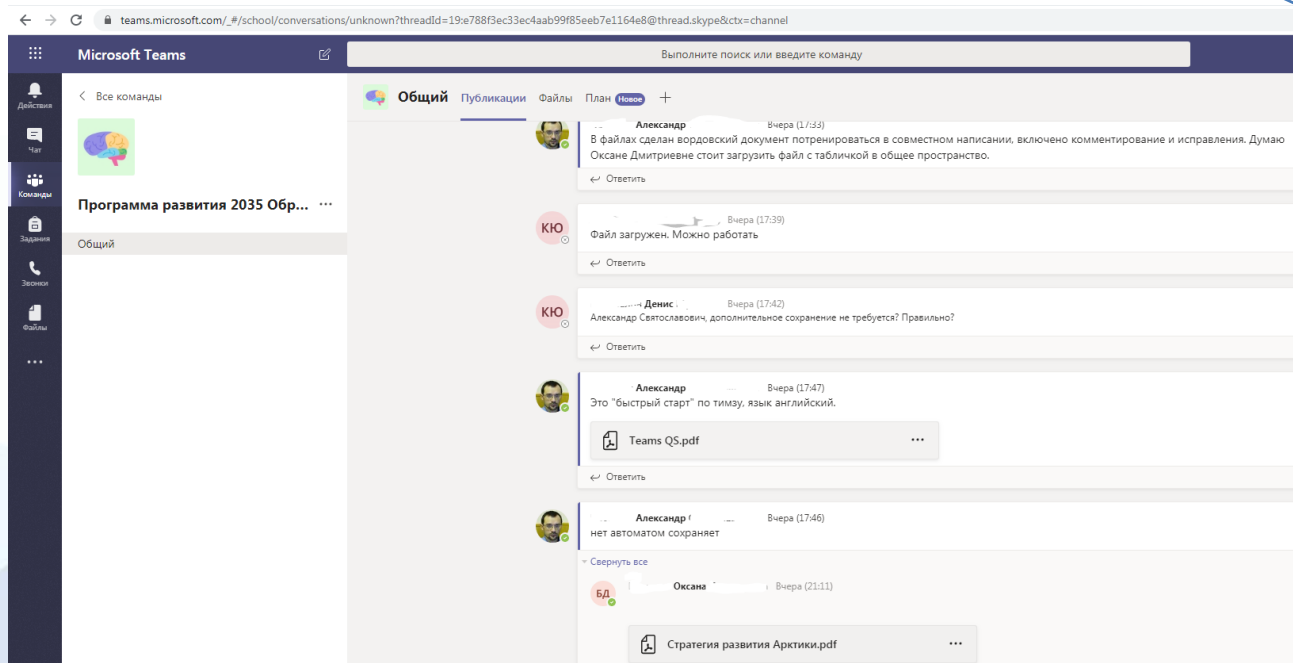 teams.microsoft.com/_#/school/conversations/unknown?threadId=19:e788f3ec33ec4aab99f85eeb7e1164e8@thread.skype&ctx=channel
Microsoft Teams
Выполните поиск или введите команду
Действия
Чат
Команды
Задания
Звонки
Файлы
Все команды
Программа развития 2035 Обр...
Общий
Общий Публикации Файлы План Новое
Александр Вчера (17:33)
В файлах сделан вордовский документ потренироваться в совместном написании, включено комментирование и исправления. Думаю
Оксане Дмитриевне стоит загрузить файл с табличкой в общее пространство.
Ответить
КЮ
Вчера (17:39)
Файл загружен. Можно работать
Ответить
КЮ
Денис Вчера (17:42)
Александр Святославович, дополнительное сохранение не требуется? Правильно?
Ответить
Александр Вчера (17:47)
Это "быстрый старт" по тимзу, язык английский.
Teams QS.pdf
Ответить
Александр Вчера (17:46)
нет автоматом сохраняет
Свернуть все
БД
Оксана Вчера (21:11)
Стратегия развития Арктики.pdf